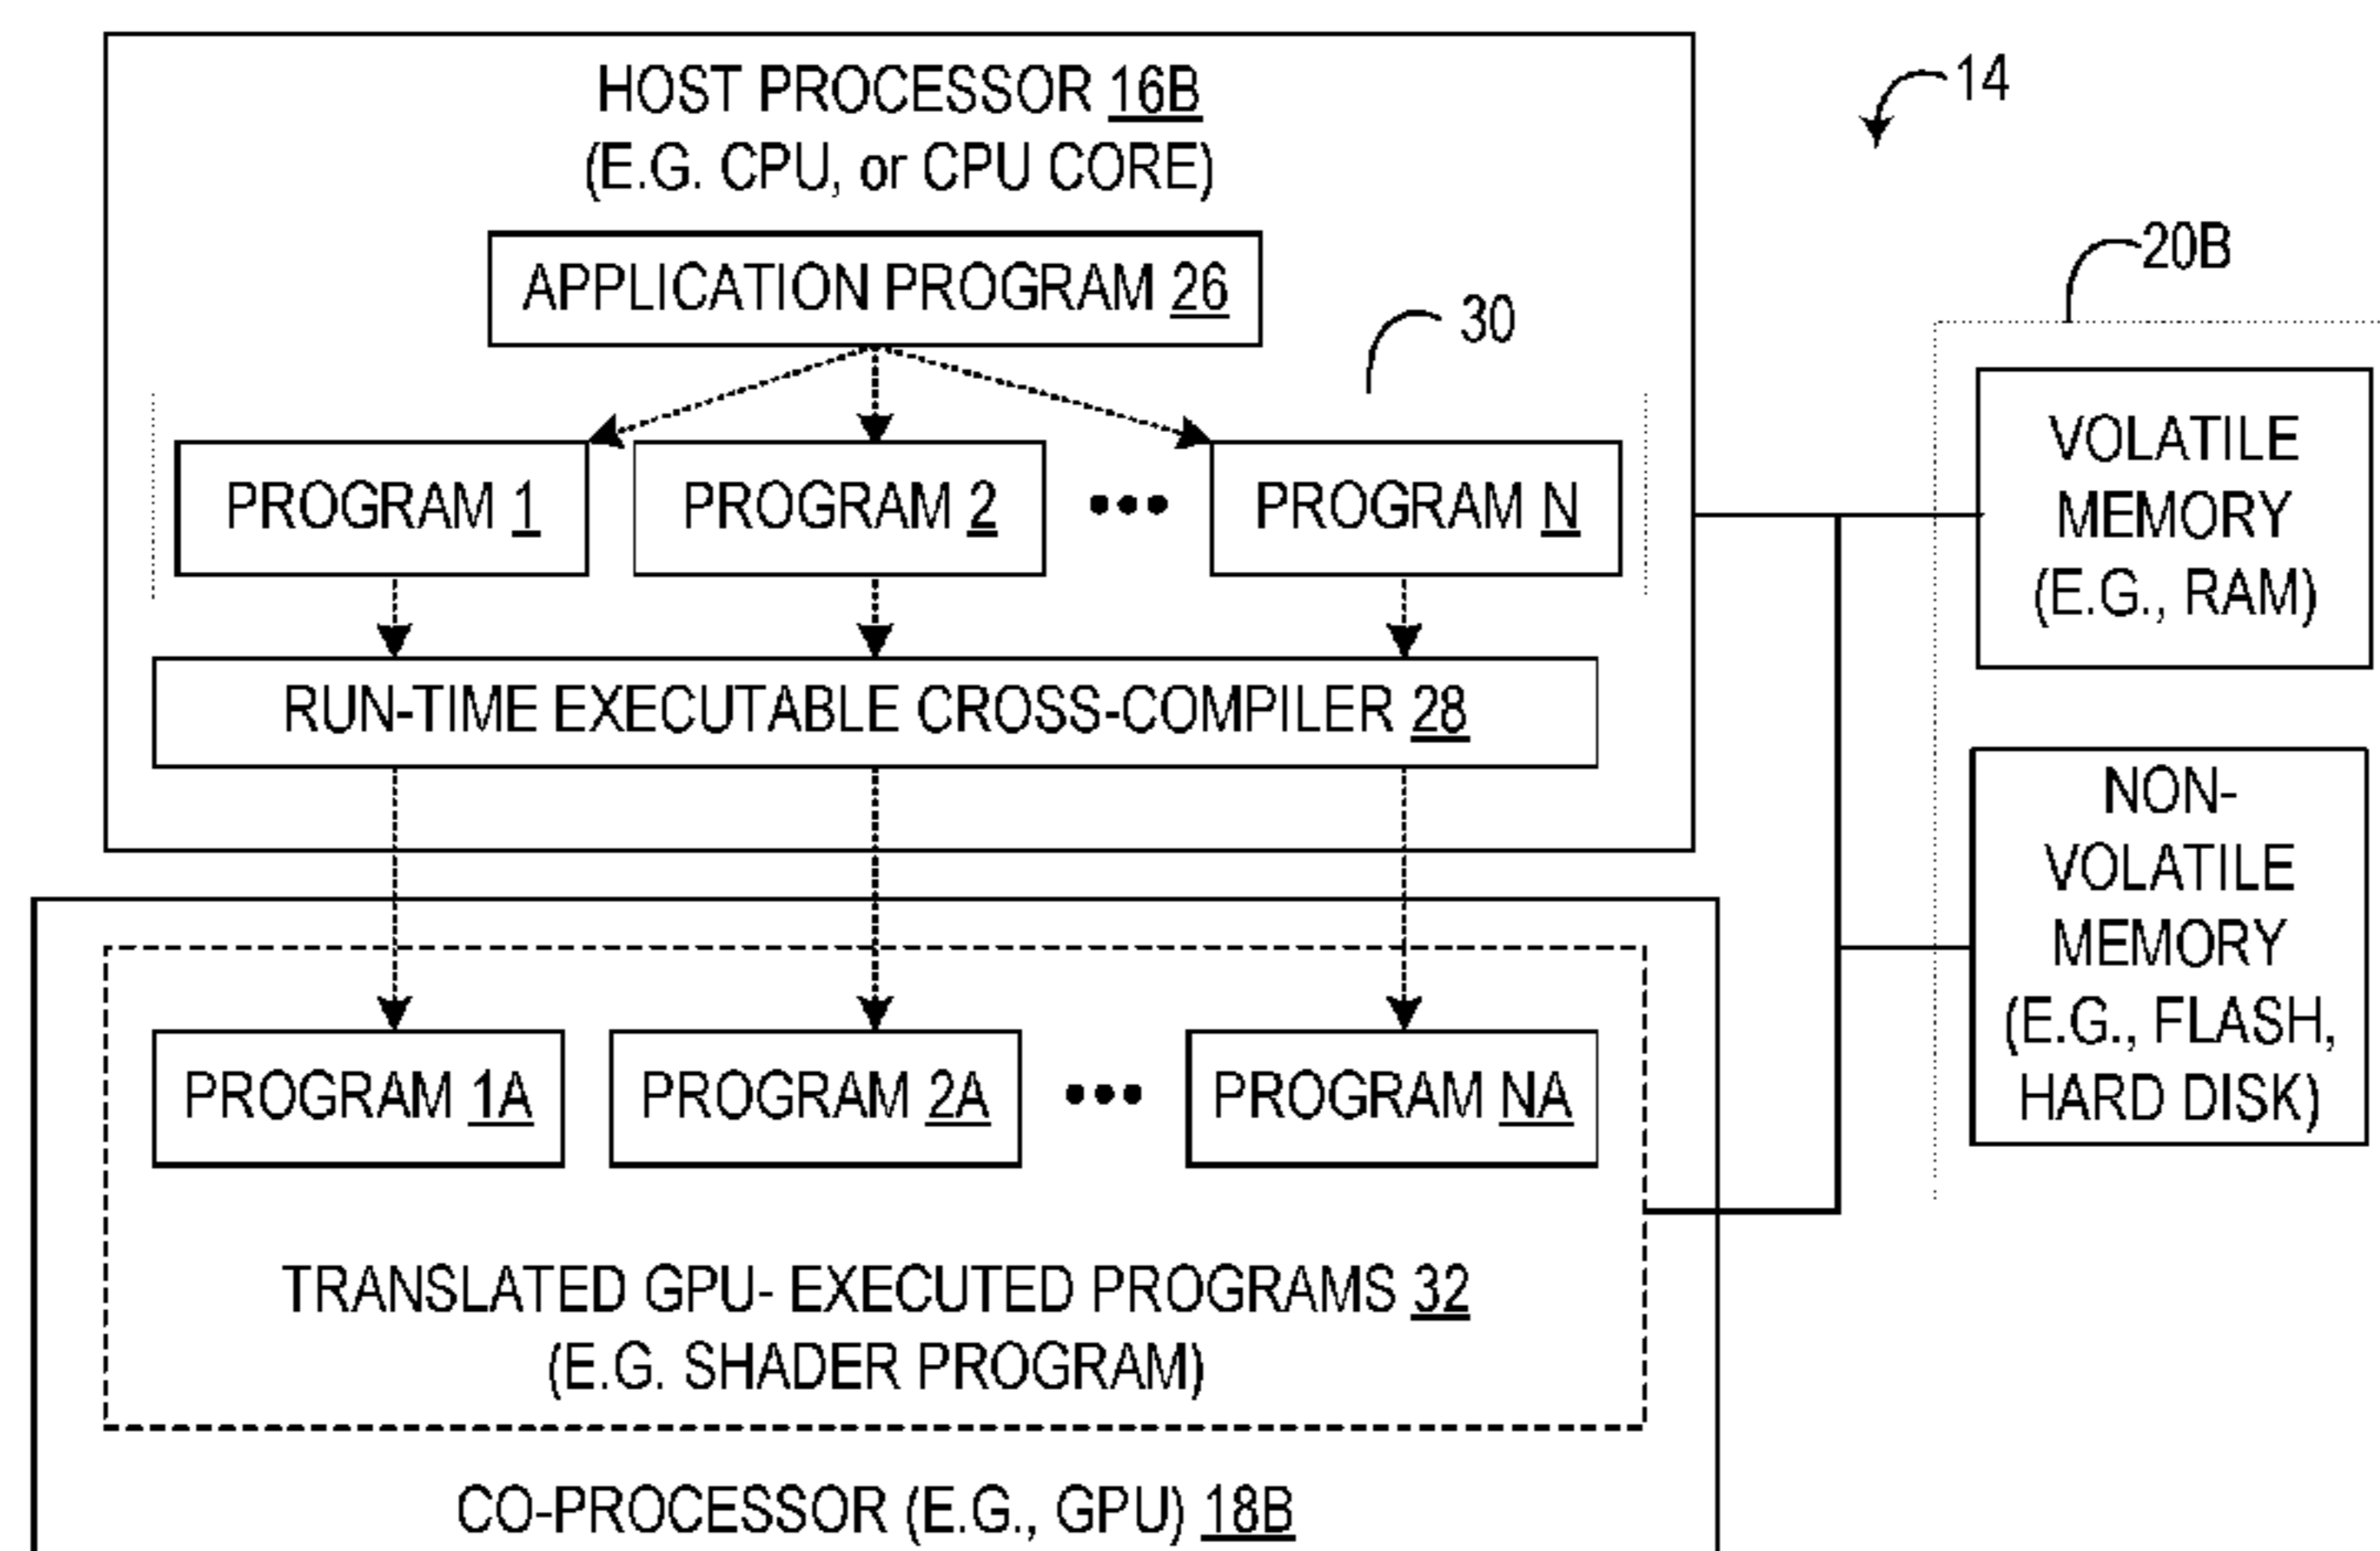 HOST PROCESSOR 16B
(E.G. CPU, or CPU CORE)
14
20B
APPLICATION PROGRAM 26
30
PROGRAM 1
PROGRAM 2
•••
PROGRAM N
RUN-TIME EXECUTABLE CROSS-COMPILER 28
VOLATILE
MEMORY
(E.G., RAM)
NON-
VOLATILE
MEMORY
(E.G., FLASH,
HARD DISK)
PROGRAM 1A
PROGRAM 2A
•••
PROGRAM NA
TRANSLATED GPU- EXECUTED PROGRAMS 32
(E.G. SHADER PROGRAM)
CO-PROCESSOR (E.G., GPU) 18B